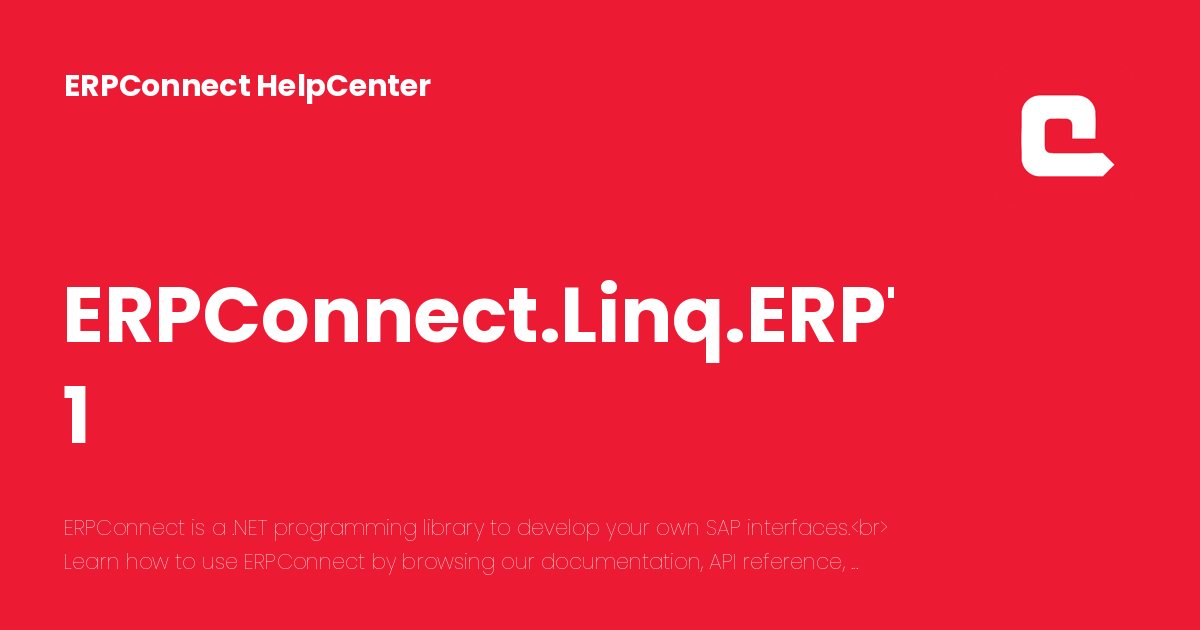 ERPConnect HelpCenter
ERPConnect.Linq.ERP'
1
ERPConnect is a .NET programming library to develop your own SAP interfaces.<br>
Learn how to use ERPConnect by browsing our documentation, API reference, ...